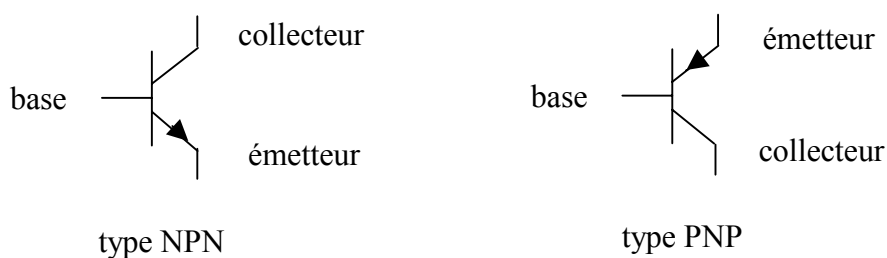 collecteur
base
émetteur
type NPN
émetteur
base
collecteur
type PNP